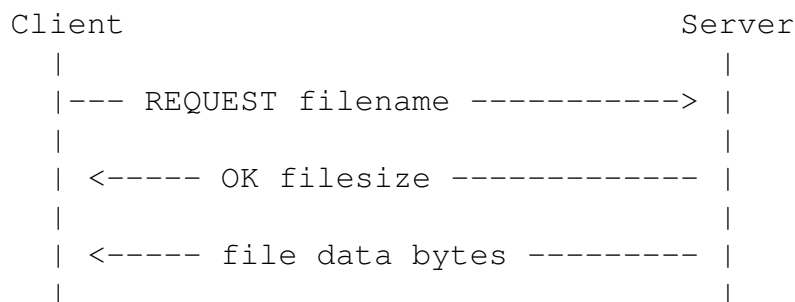 Client                                Server
  |                                     |
  |--- REQUEST filename -----------> |
  |                                     |
  | <----- OK filesize ------------- |
  |                                     |
  | <----- file data bytes --------- |
  |                                     |